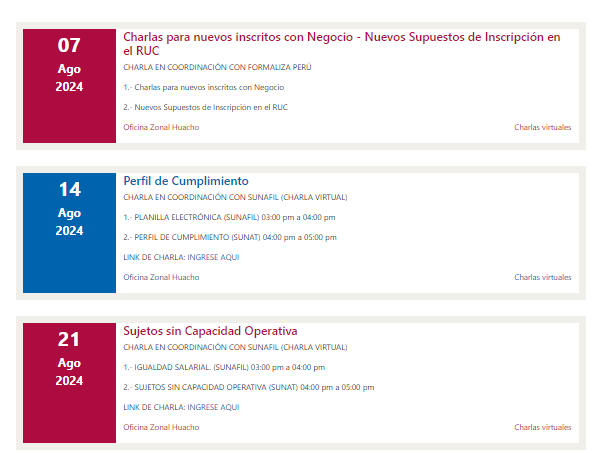 07
Ago
2024
Charlas para nuevos inscritos con Negocio - Nuevos Supuestos de Inscripción en
el RUC
CHARLA EN COORDINACIÓN CON FORMALIZA PERÚ
1.- Charlas para nuevos inscritos con Negocio
2.- Nuevos Supuestos de Inscripción en el RUC
Oficina Zonal Huacho Charlas virtuales
14
Ago
2024
Perfil de Cumplimiento
CHARLA EN COORDINACIÓN CON SUNAFIL (CHARLA VIRTUAL)
1.- PLANILLA ELECTRÓNICA (SUNAFIL) 03:00 pm a 04:00 pm
2.- PERFIL DE CUMPLIMIENTO (SUNAT) 04:00 pm a 05:00 pm
LINK DE CHARLA: INGRESE AQUI
Oficina Zonal Huacho Charlas virtuales
21
Ago
2024
Sujetos sin Capacidad Operativa
CHARLA EN COORDINACIÓN CON SUNAFIL (CHARLA VIRTUAL)
1.- IGUALDAD SALARIAL. (SUNAFIL) 03:00 pm a 04:00 pm
2.- SUJETOS SIN CAPACIDAD OPERATIVA (SUNAT) 04:00 pm a 05:00 pm
LINK DE CHARLA: INGRESE AQUI
Oficina Zonal Huacho Charlas virtuales